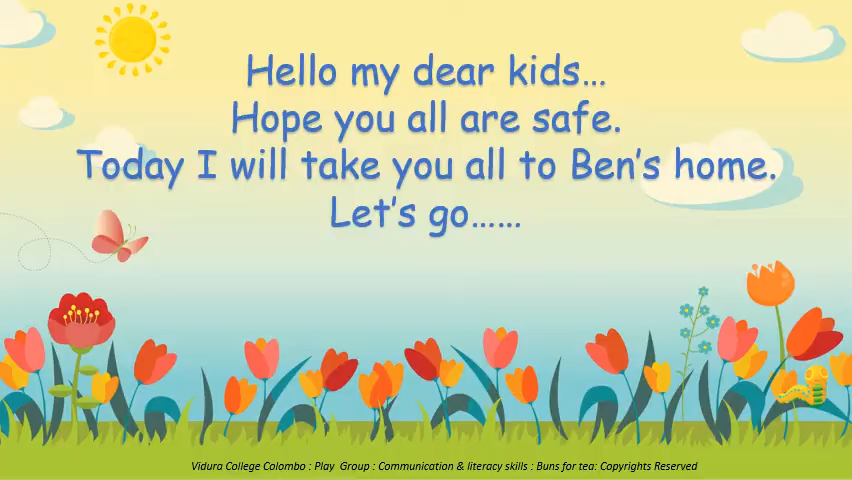 Hello my dear kids…
Hope you all are safe.
Today I will take you all to Ben's home.
Let's go……
Vidura College Colombo : Play Group : Communication & literacy skills : Buns for tea: Copyrights Reserved